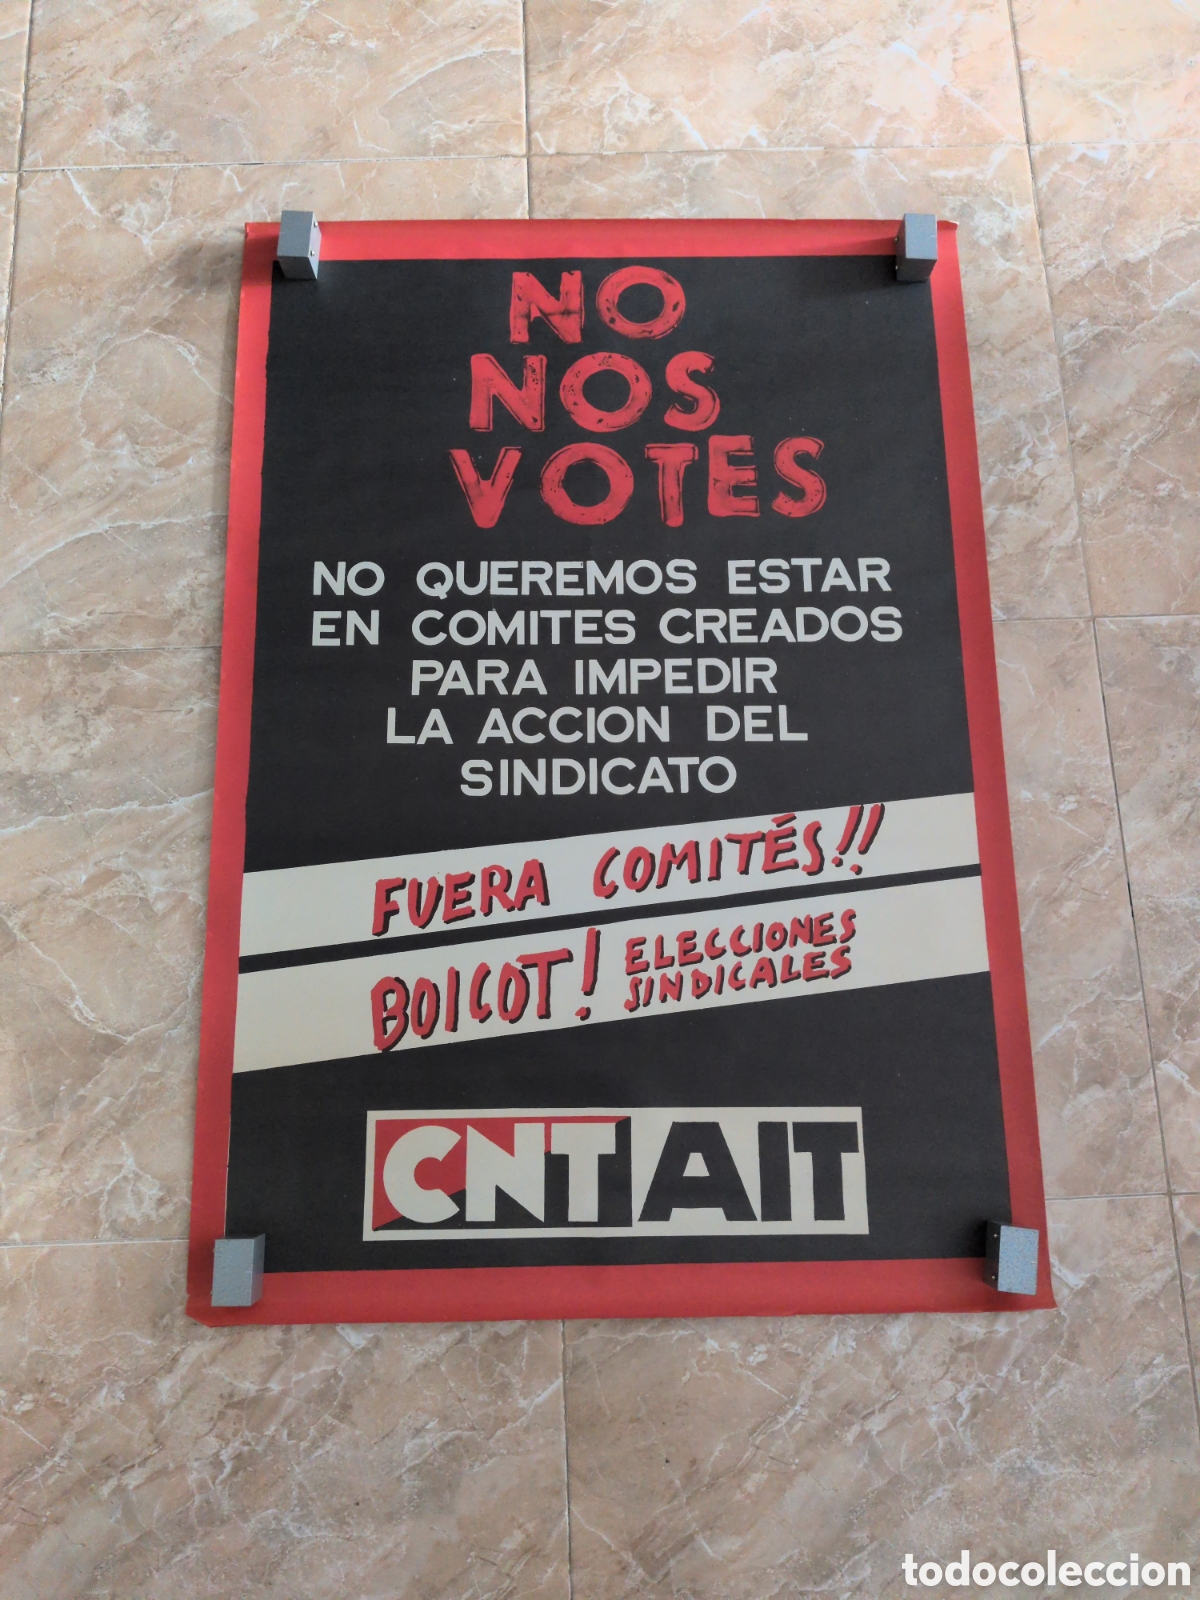 NO
NOS
VOTES
NO QUEREMOS ESTAR
EN COMITES CREADOS
PARA IMPEDIR
LA ACCION DEL
SINDICATO
FUERA COMITÉS!!
BOICOT! ELECCIONES
SINDICALES
CNT AIT
todocoleccion